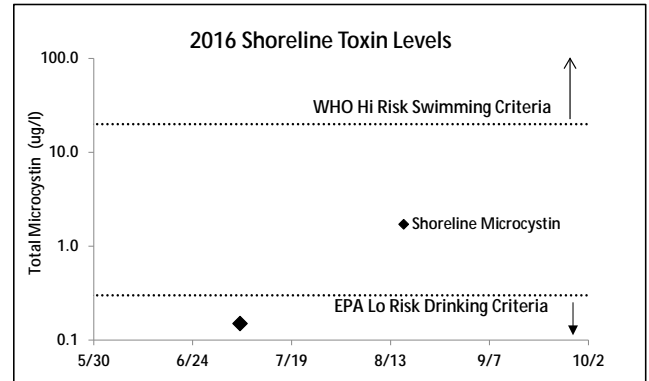 2016 Shoreline Toxin Levels
Total Microcystin (ug/l)
100.0
10.0
1.0
0.1
WHO Hi Risk Swimming Criteria
Shoreline Microcystin
EPA Lo Risk Drinking Criteria
5/30 6/24 7/19 8/13 9/7 10/2